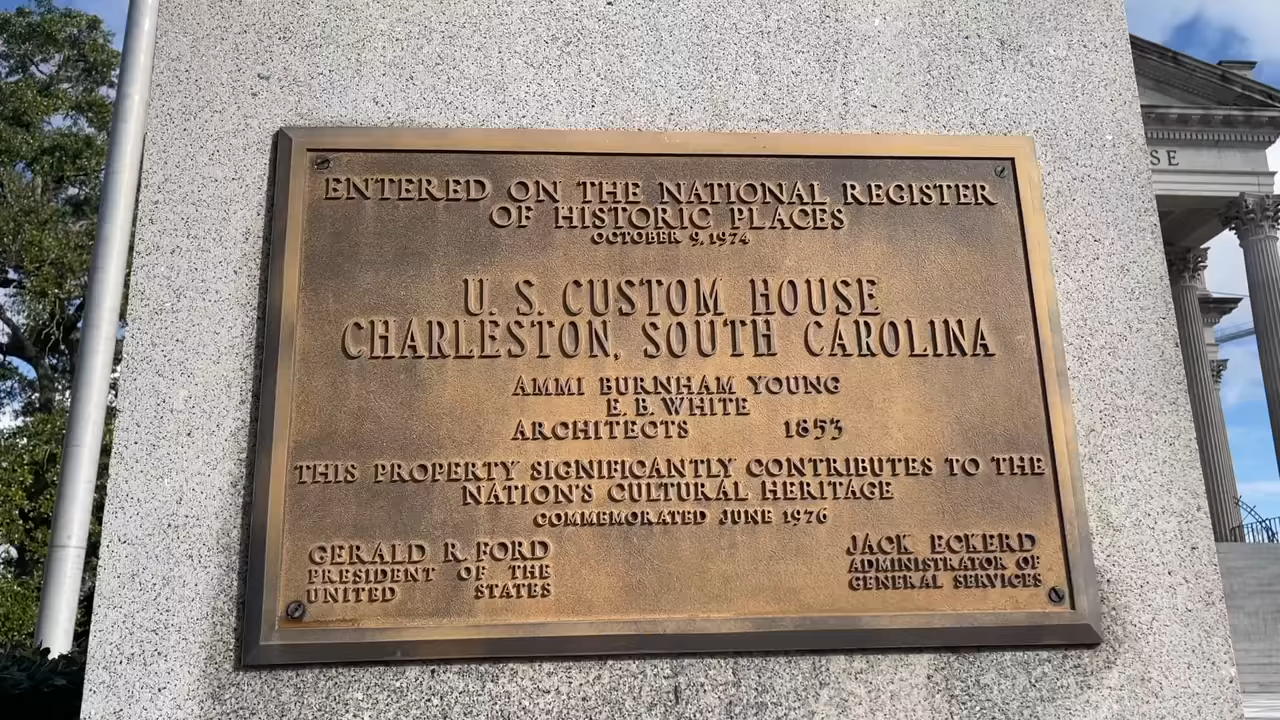 ENTERED ON THE NATIONAL REGISTER
OF HISTORIC PLACES
OCTOBER 9, 1974
U. S. CUSTOM HOUSE
CHARLESTON, SOUTH CAROLINA
AMMI BURNHAM YOUNG
E. B. WHITE
ARCHITECTS 1853
THIS PROPERTY SIGNIFICANTLY CONTRIBUTES TO THE
NATION'S CULTURAL HERITAGE
COMMEMORATED JUNE 1976
GERALD R. FORD
PRESIDENT OF THE
UNITED STATES
JACK ECKERD
ADMINISTRATOR OF
GENERAL SERVICES
SE